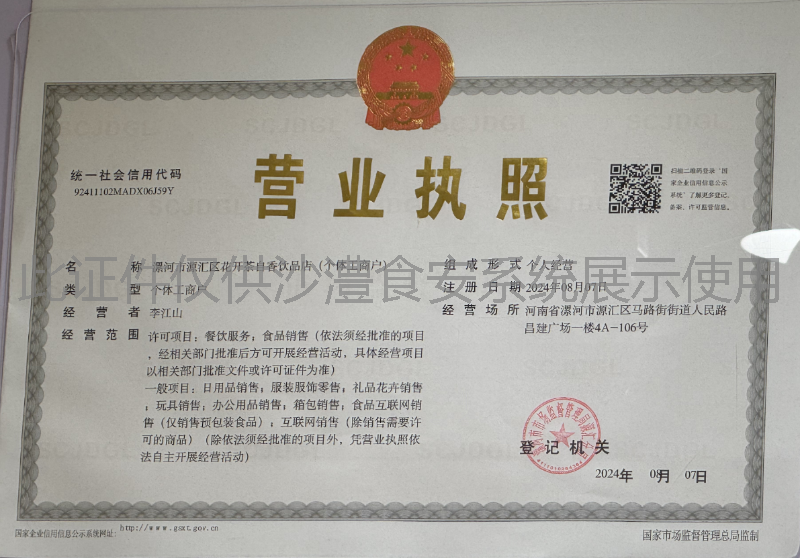 统一社会信用代码
92411102MADX06J59Y
营业执照
扫描二维码登录“国
家企业信用信息公示
系统”了解更多登记、
备案、许可监管信息。
名称 漯河市源汇区花开茶自香饮品店（个体工商户）
类型 个体工商户
经营者 李江山
经营范围 许可项目：餐饮服务；食品销售（依法须经批准的项目
，经相关部门批准后方可开展经营活动，具体经营项目
以相关部门批准文件或许可证件为准）
一般项目：日用品销售；服装服饰零售；礼品花卉销售
；玩具销售；办公用品销售；箱包销售；食品互联网销
售（仅销售预包装食品）；互联网销售（除销售需要许
可的商品）（除依法须经批准的项目外，凭营业执照依
法自主开展经营活动）
组成形式 个人经营
注册日期 2024年08月07日
经营场所 河南省漯河市源汇区马路街街道人民路
昌建广场一楼4A-106号
此证件仅供沙澧食安系统展示使用
登记机关
2024年 08月 07日
国家企业信用信息公示系统网址：http://www.gsxt.gov.cn
国家市场监督管理总局监制